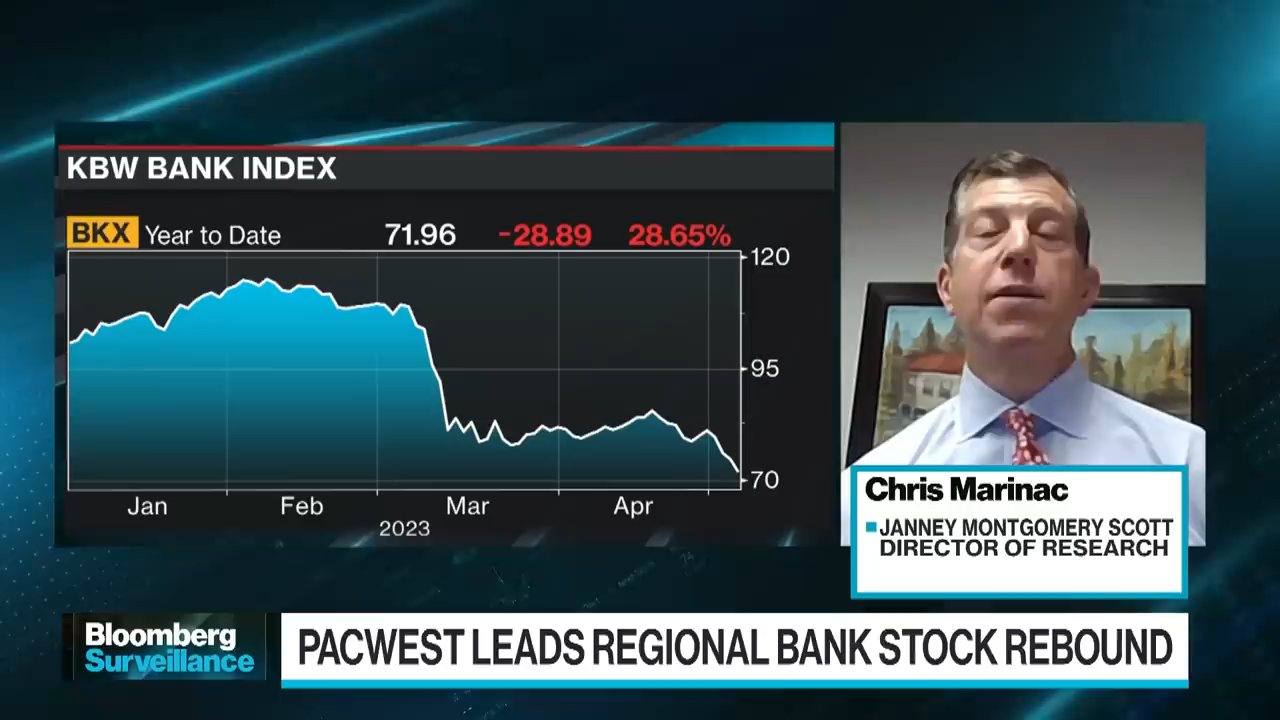 KBW BANK INDEX
BKX Year to Date 71.96 -28.89 28.65%
120
95
70
Jan Feb Mar Apr
2023
Chris Marinac
JANNEY MONTGOMERY SCOTT
DIRECTOR OF RESEARCH
Bloomberg
Surveillance
PACWEST LEADS REGIONAL BANK STOCK REBOUND